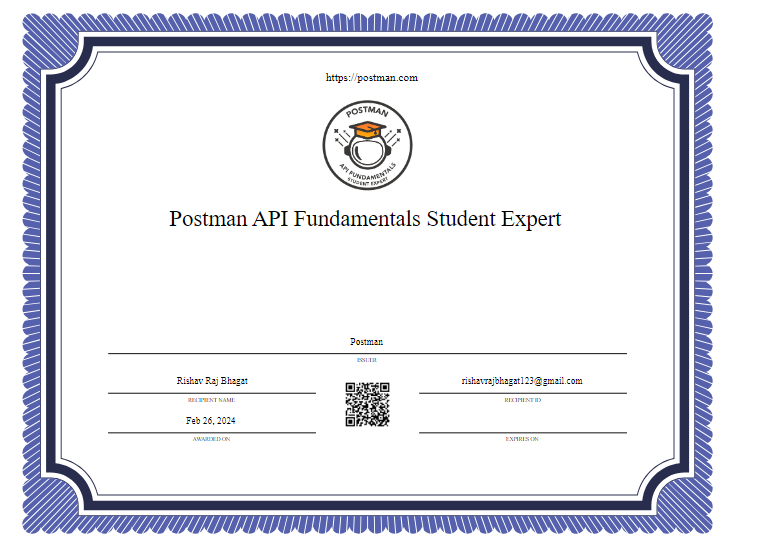 https://postman.com
POSTMAN
API FUNDAMENTALS
STUDENT EXPERT
Postman API Fundamentals Student Expert
Postman
ISSUER
Rishav Raj Bhagat
rishavrajbhagat123@gmail.com
RECIPIENT NAME
RECIPIENT ID
Feb 26, 2024
AWARDED ON
EXPIRES ON